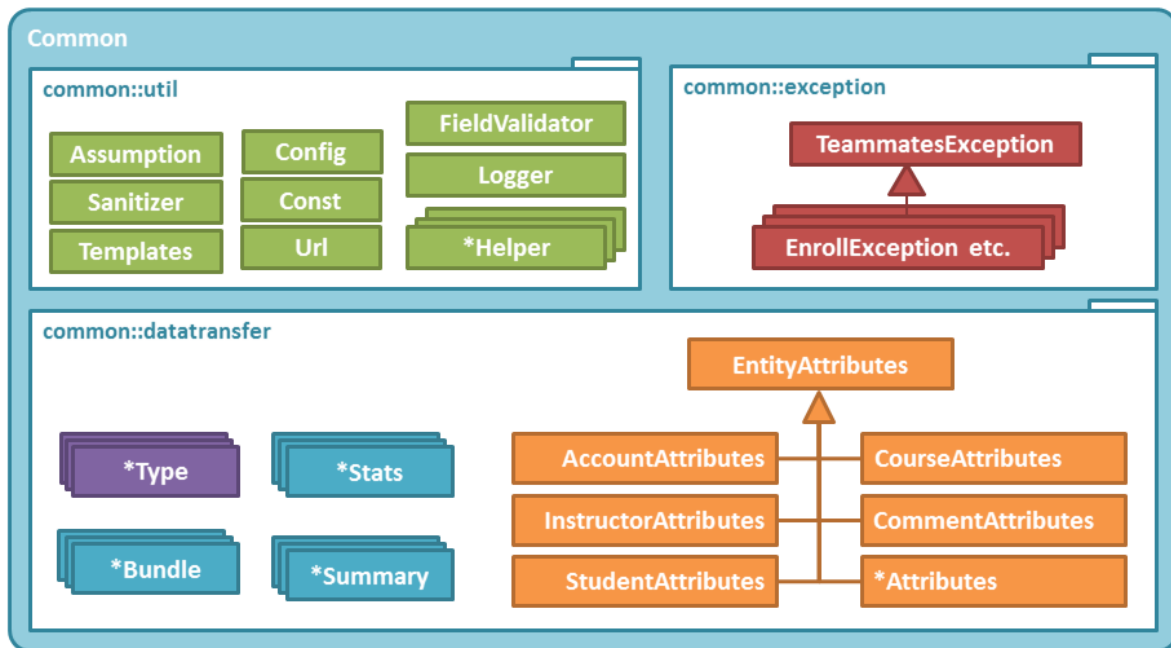 Common
common::util
Assumption
Sanitizer
Templates
Config
Const
Url
FieldValidator
Logger
*Helper
common::exception
TeammatesException
EnrollException etc.
common::datatransfer
*Type
*Stats
*Bundle
*Summary
EntityAttributes
AccountAttributes
CourseAttributes
InstructorAttributes
CommentAttributes
StudentAttributes
*Attributes